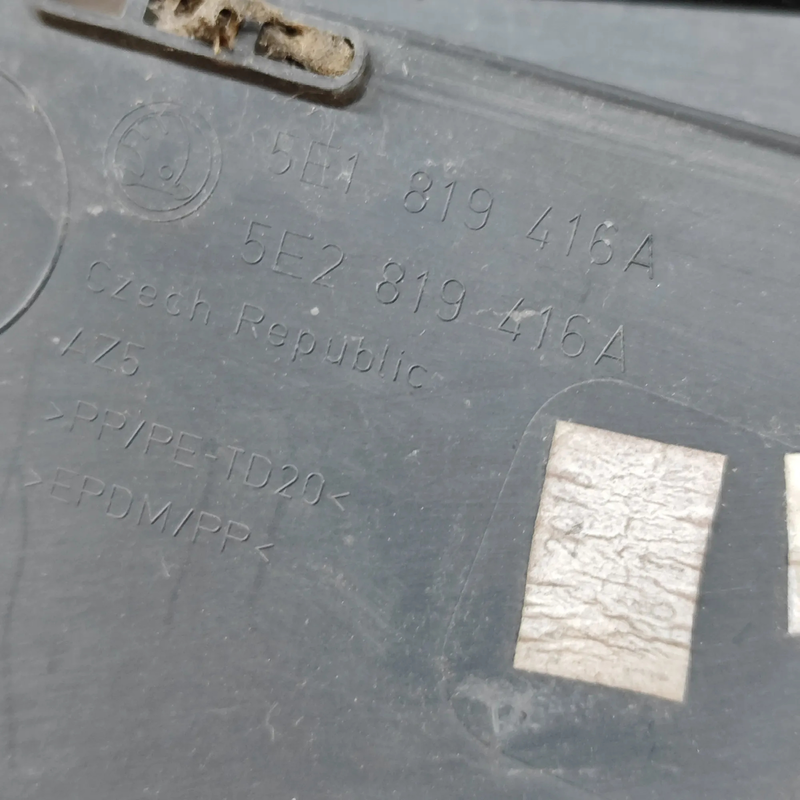 5E1 819 416A
5E2 819 416A
Czech Republic
AZ5
>PP/PE-TD20<
>EPDM/PP<